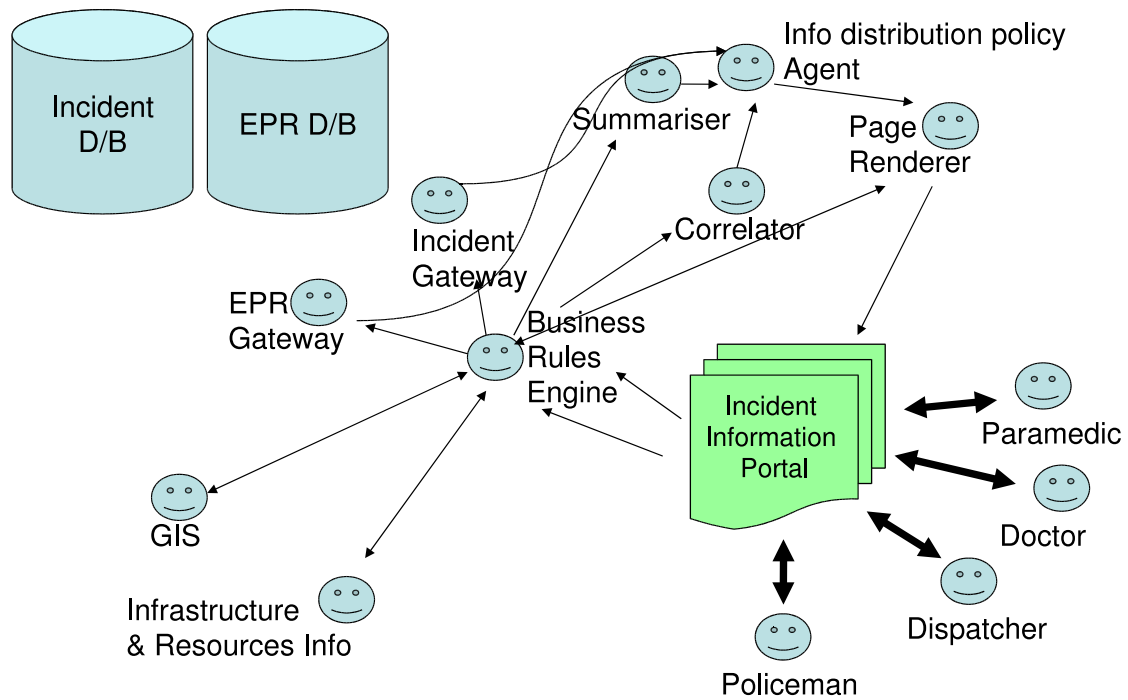 Incident
D/B
EPR D/B
Info distribution policy
Agent
Summariser
Page
Renderer
Correlator
Incident
Gateway
EPR
Gateway
Business
Rules
Engine
Incident
Information
Portal
Paramedic
Doctor
Dispatcher
Policeman
GIS
Infrastructure
& Resources Info